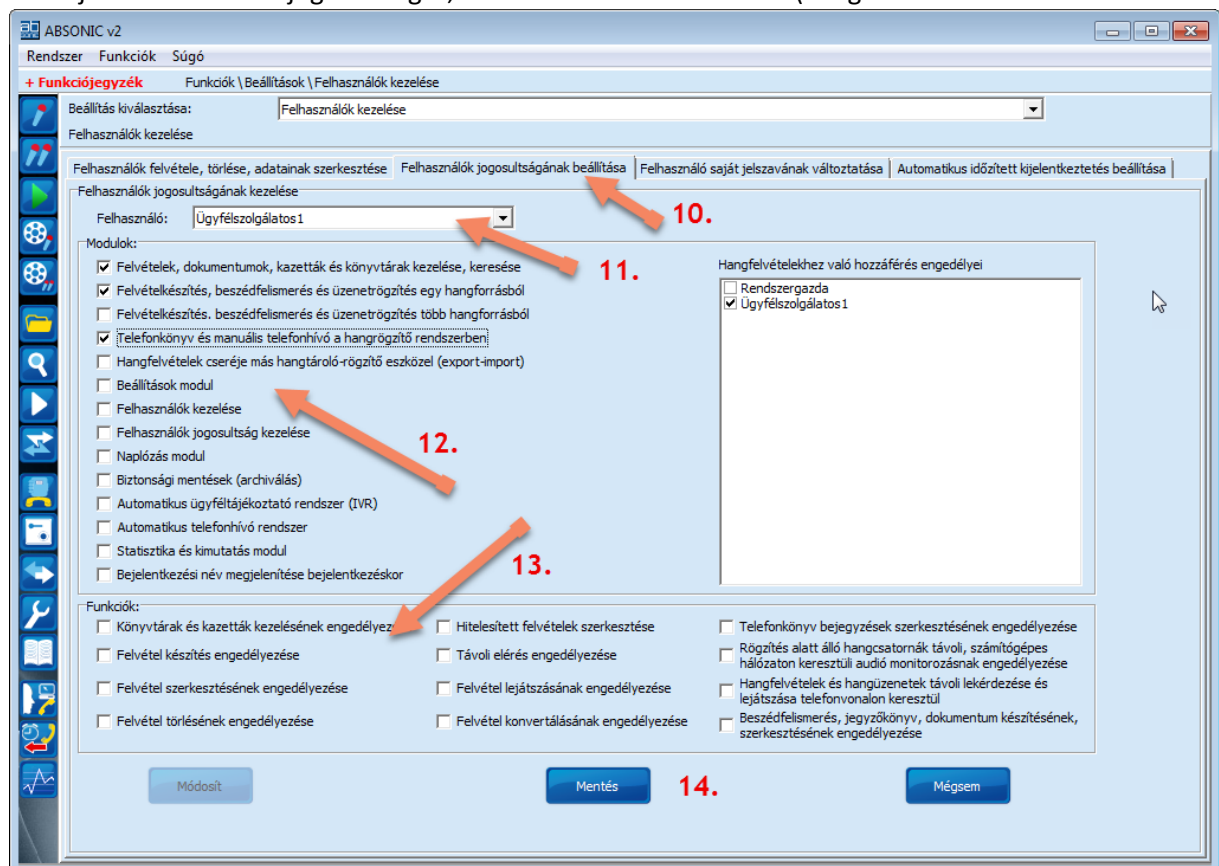 ABSONIC v2
Rendszer Funkciók Súgó
+ Funkciójegyzék Funkciók \ Beállítások \ Felhasználók kezelése
Beállítás kiválasztása: Felhasználók kezelése
Felhasználók kezelése
Felhasználók felvétele, törlése, adatainak szerkesztése Felhasználók jogosultságának beállítása Felhasználó saját jelszavának változtatása Automatikus időzített kijelentkeztetés beállítása
Felhasználók jogosultságának kezelése
Felhasználó: Ügyfélszolgálatos1
10.
11.
Modulok:
Felvételek, dokumentumok, kazetták és könyvtárak kezelése, keresése
Felvételkészítés, beszédfelismerés és üzenetrögzítés egy hangforrásból
Felvételkészítés. beszédfelismerés és üzenetrögzítés több hangforrásból
Telefonkönyv és manuális telefonhívó a hangrögzítő rendszerben
Hangfelvételek cseréje más hangtároló-rögzítő eszközel (export-import)
Beállítások modul
Felhasználók kezelése
Felhasználók jogosultság kezelése
Naplózás modul
Biztonsági mentések (archiválás)
Automatikus ügyféltájékoztató rendszer (IVR)
Automatikus telefonhívó rendszer
Statisztika és kimutatás modul
Bejelentkezési név megjelenítése bejelentkezéskor
12.
13.
Hangfelvételekhez való hozzáférés engedélyei
Rendszergazda
Ügyfélszolgálatos1
Funkciók:
Könyvtárak és kazetták kezelésének engedélyez
Felvétel készítés engedélyezése
Felvétel szerkesztésének engedélyezése
Felvétel törlésének engedélyezése
Hitelesített felvételek szerkesztése
Távoli elérés engedélyezése
Felvétel lejátszásának engedélyezése
Felvétel konvertálásának engedélyezése
Telefonkönyv bejegyzések szerkesztésének engedélyezése
Rögzítés alatt álló hangcsatornák távoli, számítógépes
hálózaton keresztüli audió monitorozásnak engedélyezése
Hangfelvételek és hangüzenetek távoli lekérdezése és
lejátszása telefonvonalon keresztül
Beszédfelismerés, jegyzőkönyv, dokumentum készítésének,
szerkesztésének engedélyezése
Módosít Mentés 14. Mégsem